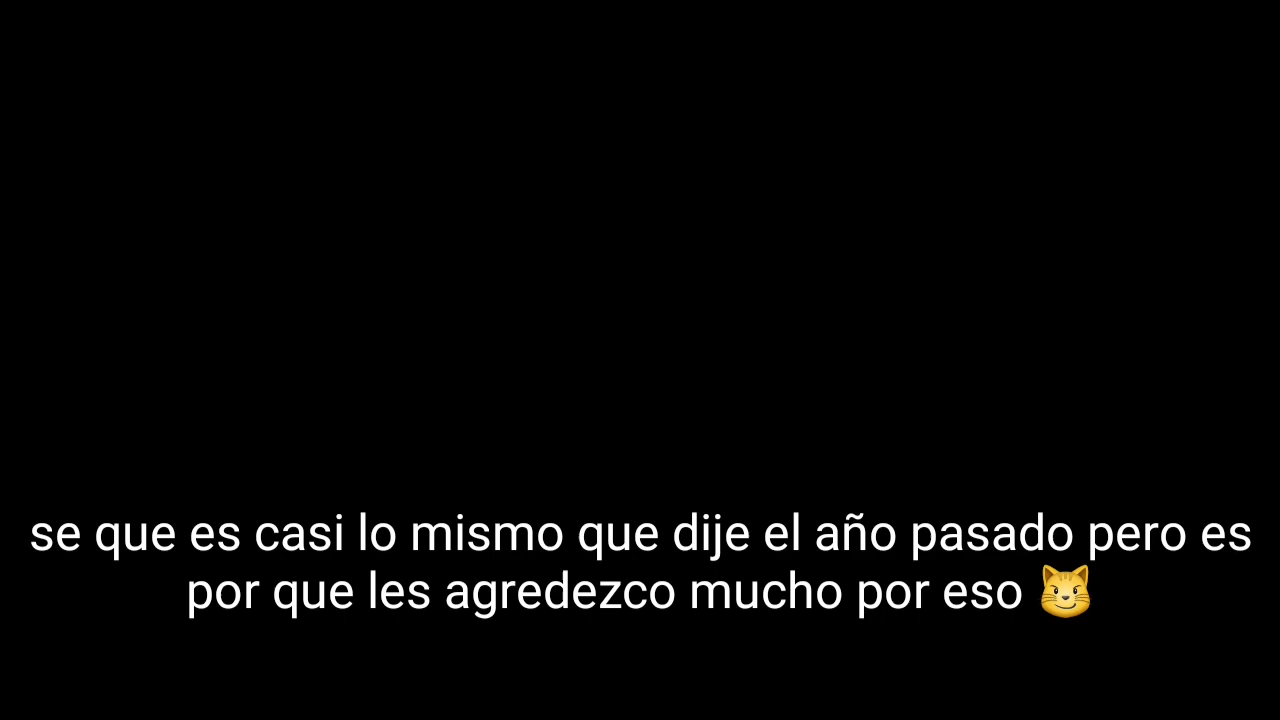 se que es casi lo mismo que dije el año pasado pero es
por que les agredezco mucho por eso 😼